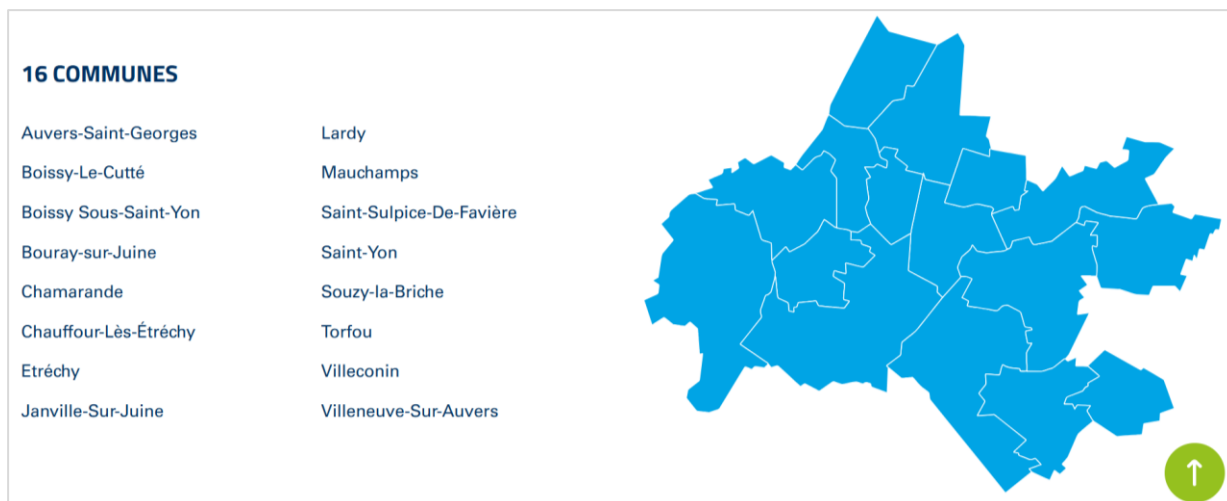 16 COMMUNES
Auvers-Saint-Georges
Boissy-Le-Cutté
Boissy Sous-Saint-Yon
Bouray-sur-Juine
Chamarande
Chauffour-Lès-Étréchy
Etréchy
Janville-Sur-Juine
Lardy
Mauchamps
Saint-Sulpice-De-Favière
Saint-Yon
Souzy-la-Briche
Torfou
Villeconin
Villeneuve-Sur-Auvers